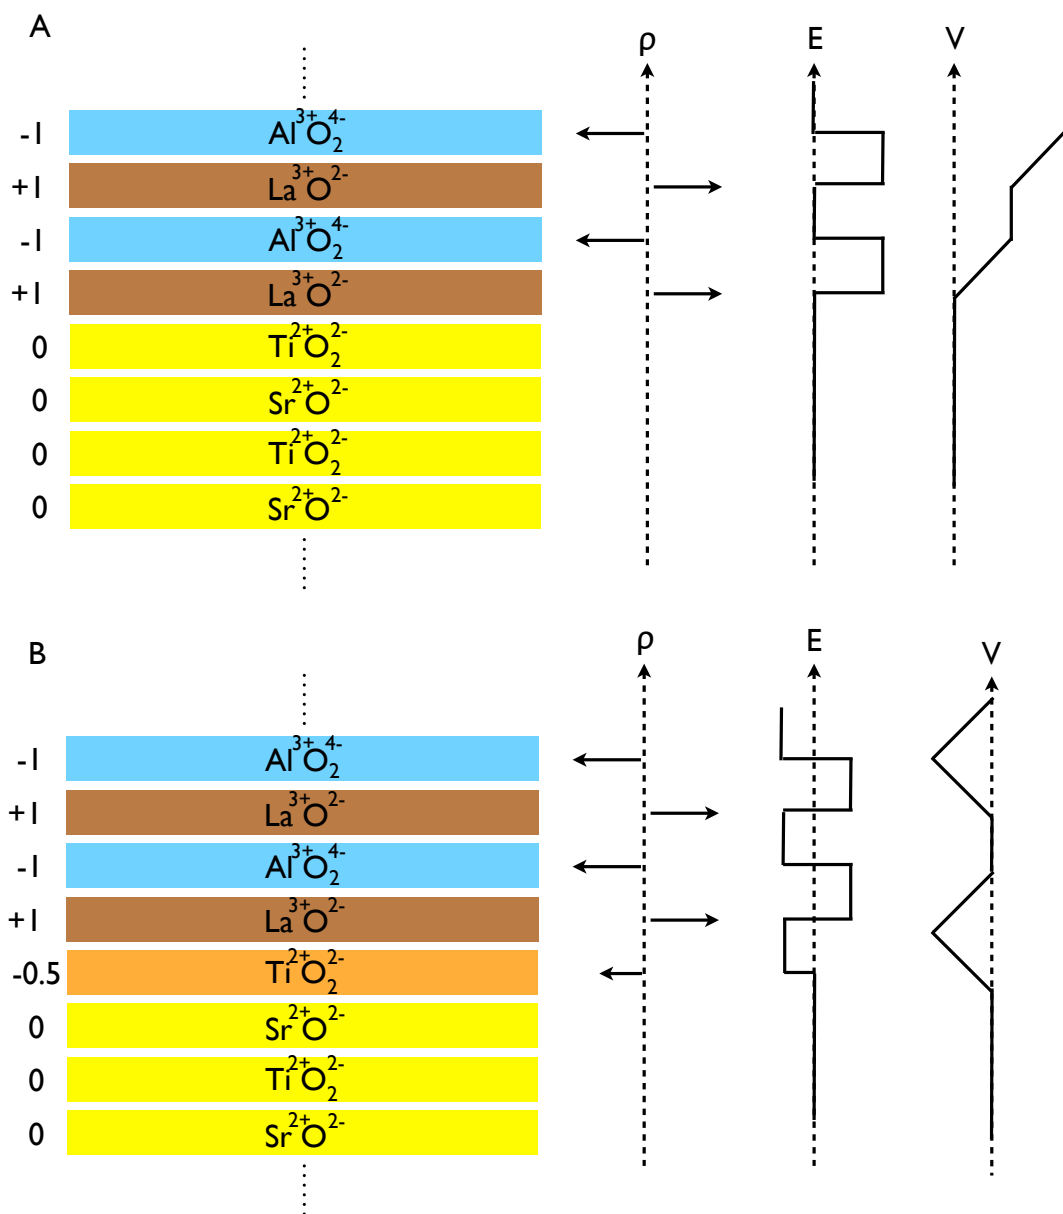 A
ρ E V
-1 Al³⁺O₂⁴⁻
+1 La³⁺O²⁻
-1 Al³⁺O₂⁴⁻
+1 La³⁺O²⁻
0 Ti²⁺O₂²⁻
0 Sr²⁺O²⁻
0 Ti²⁺O₂²⁻
0 Sr²⁺O²⁻
B
ρ E V
-1 Al³⁺O₂⁴⁻
+1 La³⁺O²⁻
-1 Al³⁺O₂⁴⁻
+1 La³⁺O²⁻
-0.5 Ti²⁺O₂²⁻
0 Sr²⁺O²⁻
0 Ti²⁺O₂²⁻
0 Sr²⁺O²⁻